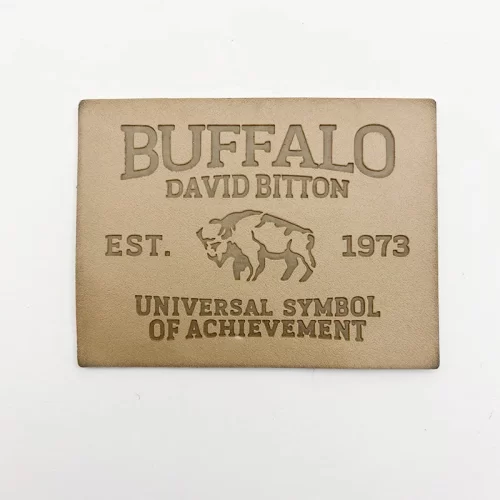 BUFFALO
DAVID BITTON
EST. 1973
UNIVERSAL SYMBOL
OF ACHIEVEMENT